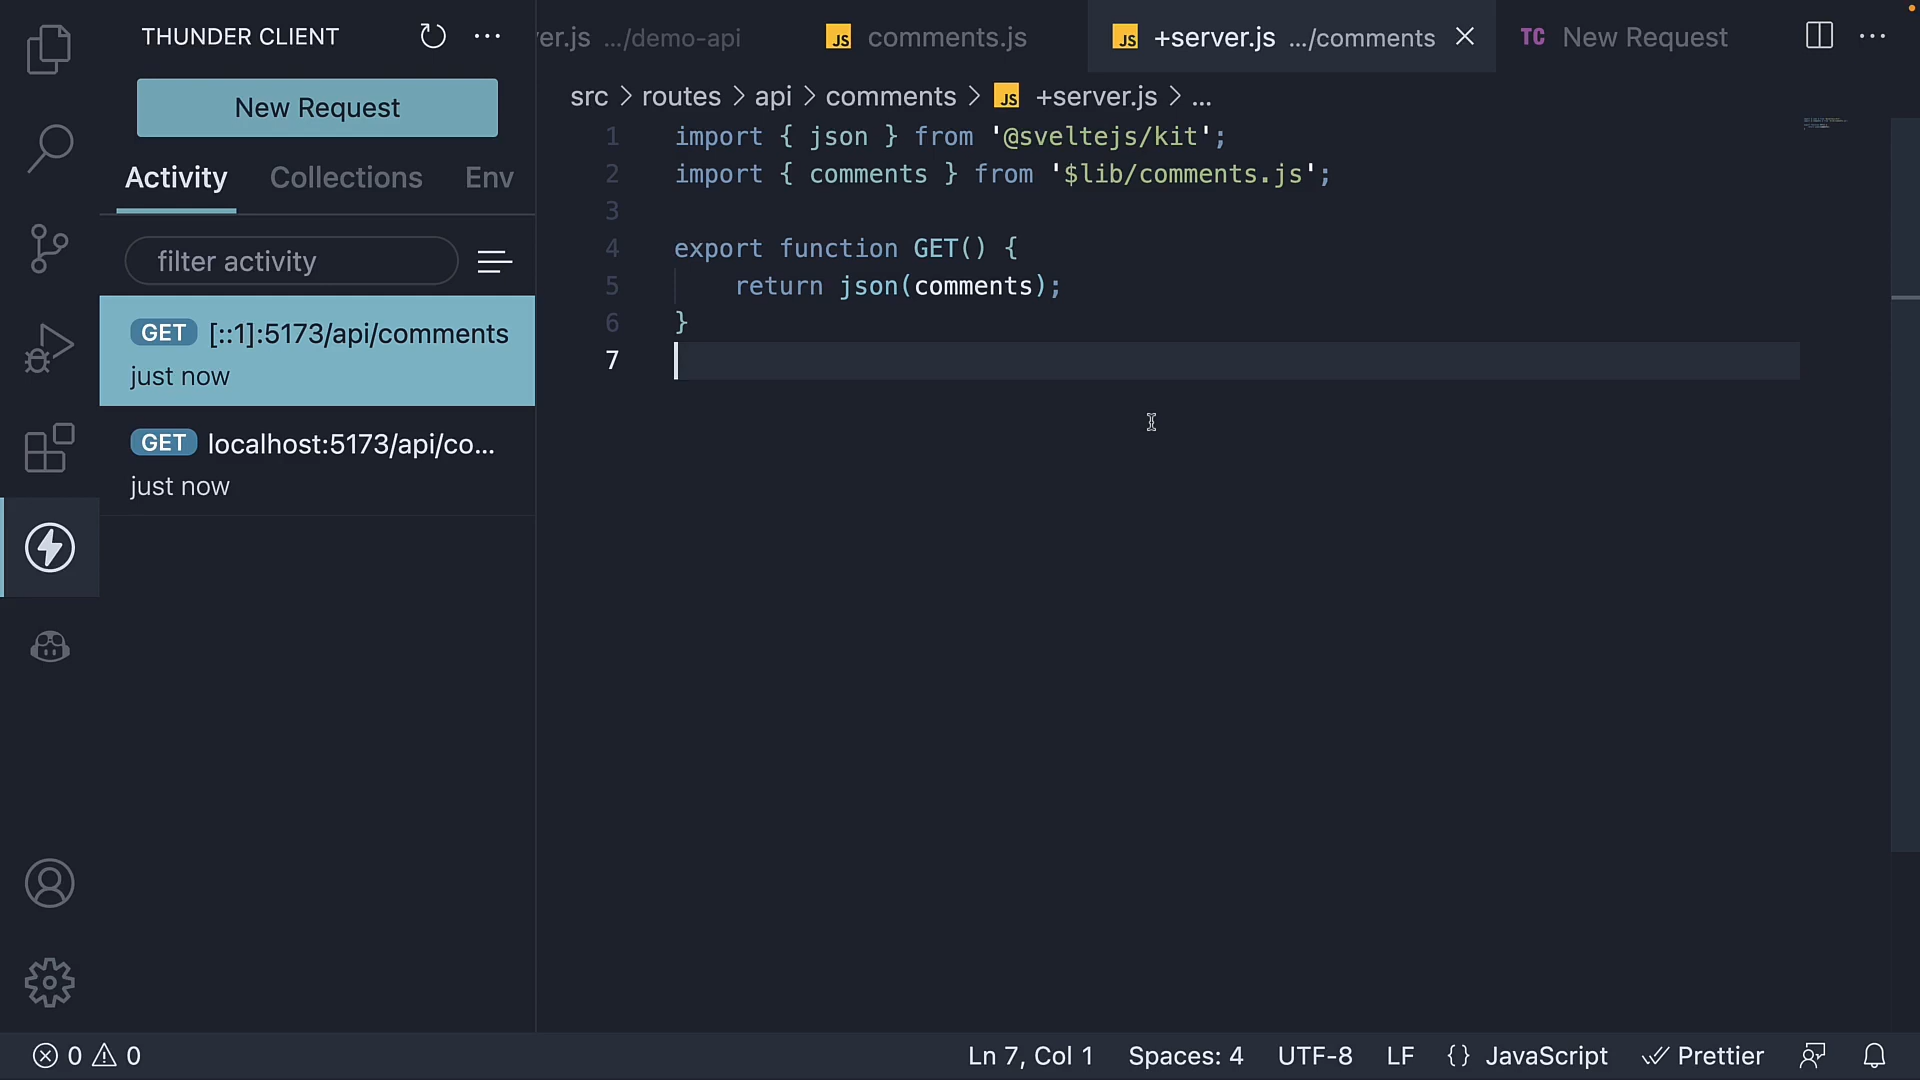 THUNDER CLIENT
New Request
Activity Collections Env
filter activity
GET [::1]:5173/api/comments
just now
GET localhost:5173/api/co...
just now
er.js .../demo-api
JS comments.js
JS +server.js .../comments
TC New Request
src > routes > api > comments > JS +server.js > ...
1 import { json } from '@sveltejs/kit';
2 import { comments } from '$lib/comments.js';
3
4 export function GET() {
5 return json(comments);
6 }
7
0 0
Ln 7, Col 1 Spaces: 4 UTF-8 LF {} JavaScript Prettier